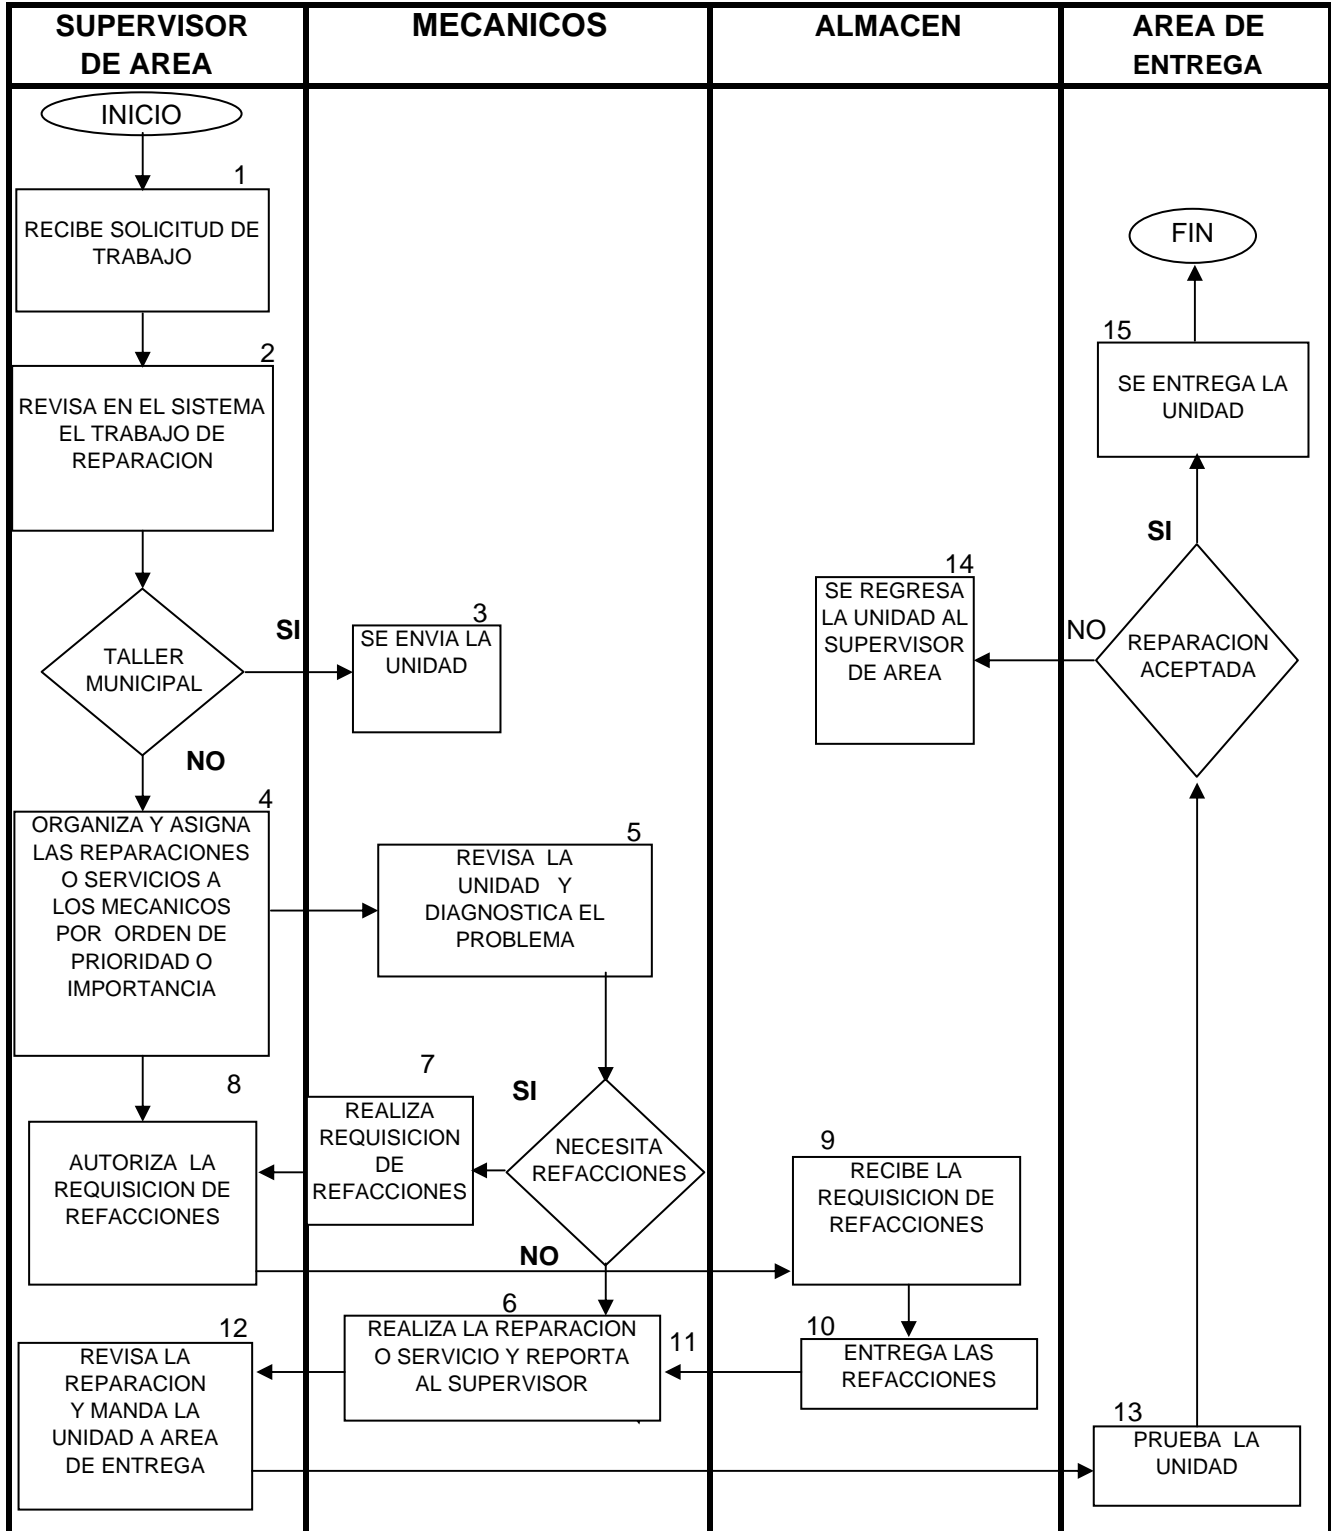 SUPERVISOR
DE AREA
MECANICOS
ALMACEN
AREA DE
ENTREGA
INICIO
1
RECIBE SOLICITUD DE
TRABAJO
2
REVISA EN EL SISTEMA
EL TRABAJO DE
REPARACION
TALLER
MUNICIPAL
SI
NO
3
SE ENVIA LA
UNIDAD
4
ORGANIZA Y ASIGNA
LAS REPARACIONES
O SERVICIOS A
LOS MECANICOS
POR ORDEN DE
PRIORIDAD O
IMPORTANCIA
5
REVISA LA
UNIDAD Y
DIAGNOSTICA EL
PROBLEMA
NECESITA
REFACCIONES
SI
NO
7
REALIZA
REQUISICION
DE
REFACCIONES
8
AUTORIZA LA
REQUISICION DE
REFACCIONES
9
RECIBE LA
REQUISICION DE
REFACCIONES
10
ENTREGA LAS
REFACCIONES
11
6
REALIZA LA REPARACION
O SERVICIO Y REPORTA
AL SUPERVISOR
12
REVISA LA
REPARACION
Y MANDA LA
UNIDAD A AREA
DE ENTREGA
13
PRUEBA LA
UNIDAD
REPARACION
ACEPTADA
NO
SI
14
SE REGRESA
LA UNIDAD AL
SUPERVISOR
DE AREA
15
SE ENTREGA LA
UNIDAD
FIN